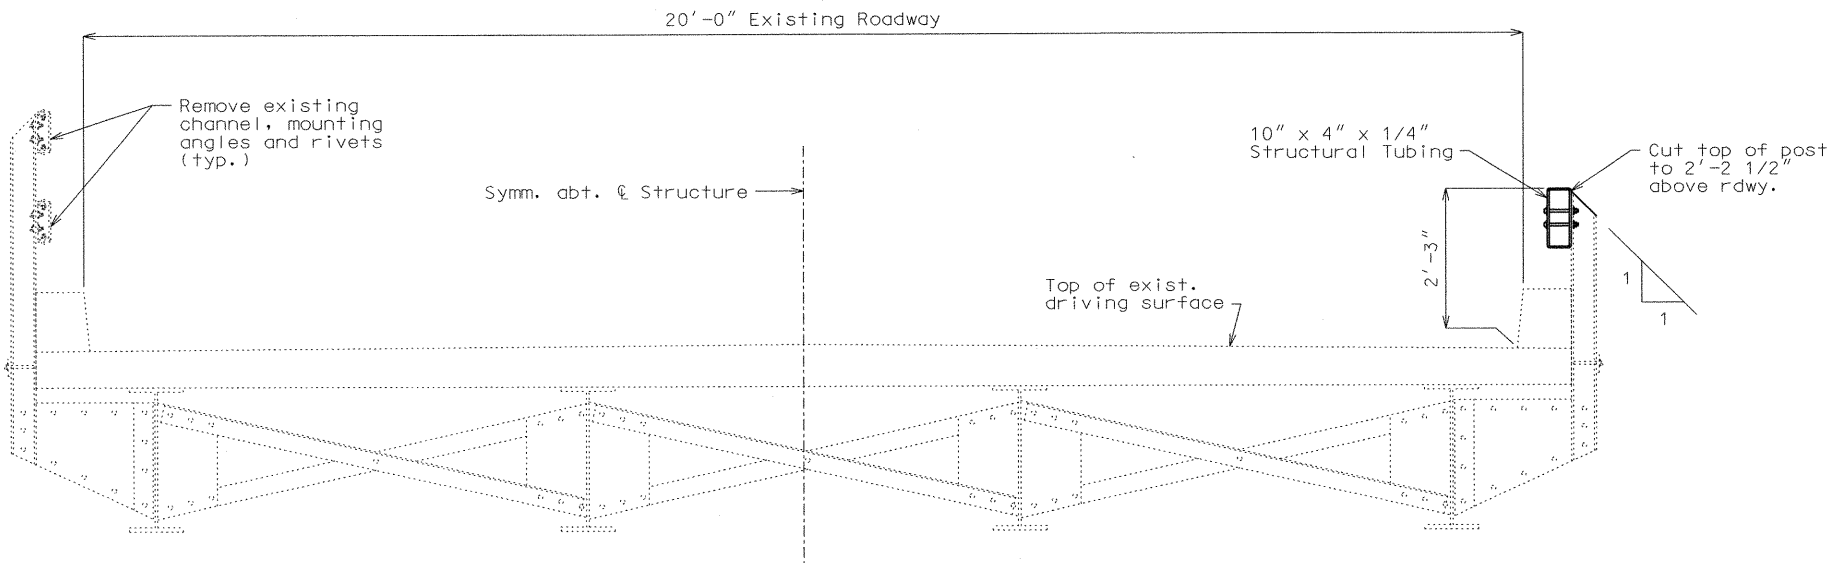 20'-0" Existing Roadway
Remove existing
channel, mounting
angles and rivets
(typ.)
Symm. abt. ℄ Structure
10" x 4" x 1/4"
Structural Tubing
Cut top of post
to 2'-2 1/2"
above rdwy.
2'-3"
Top of exist.
driving surface
1
1